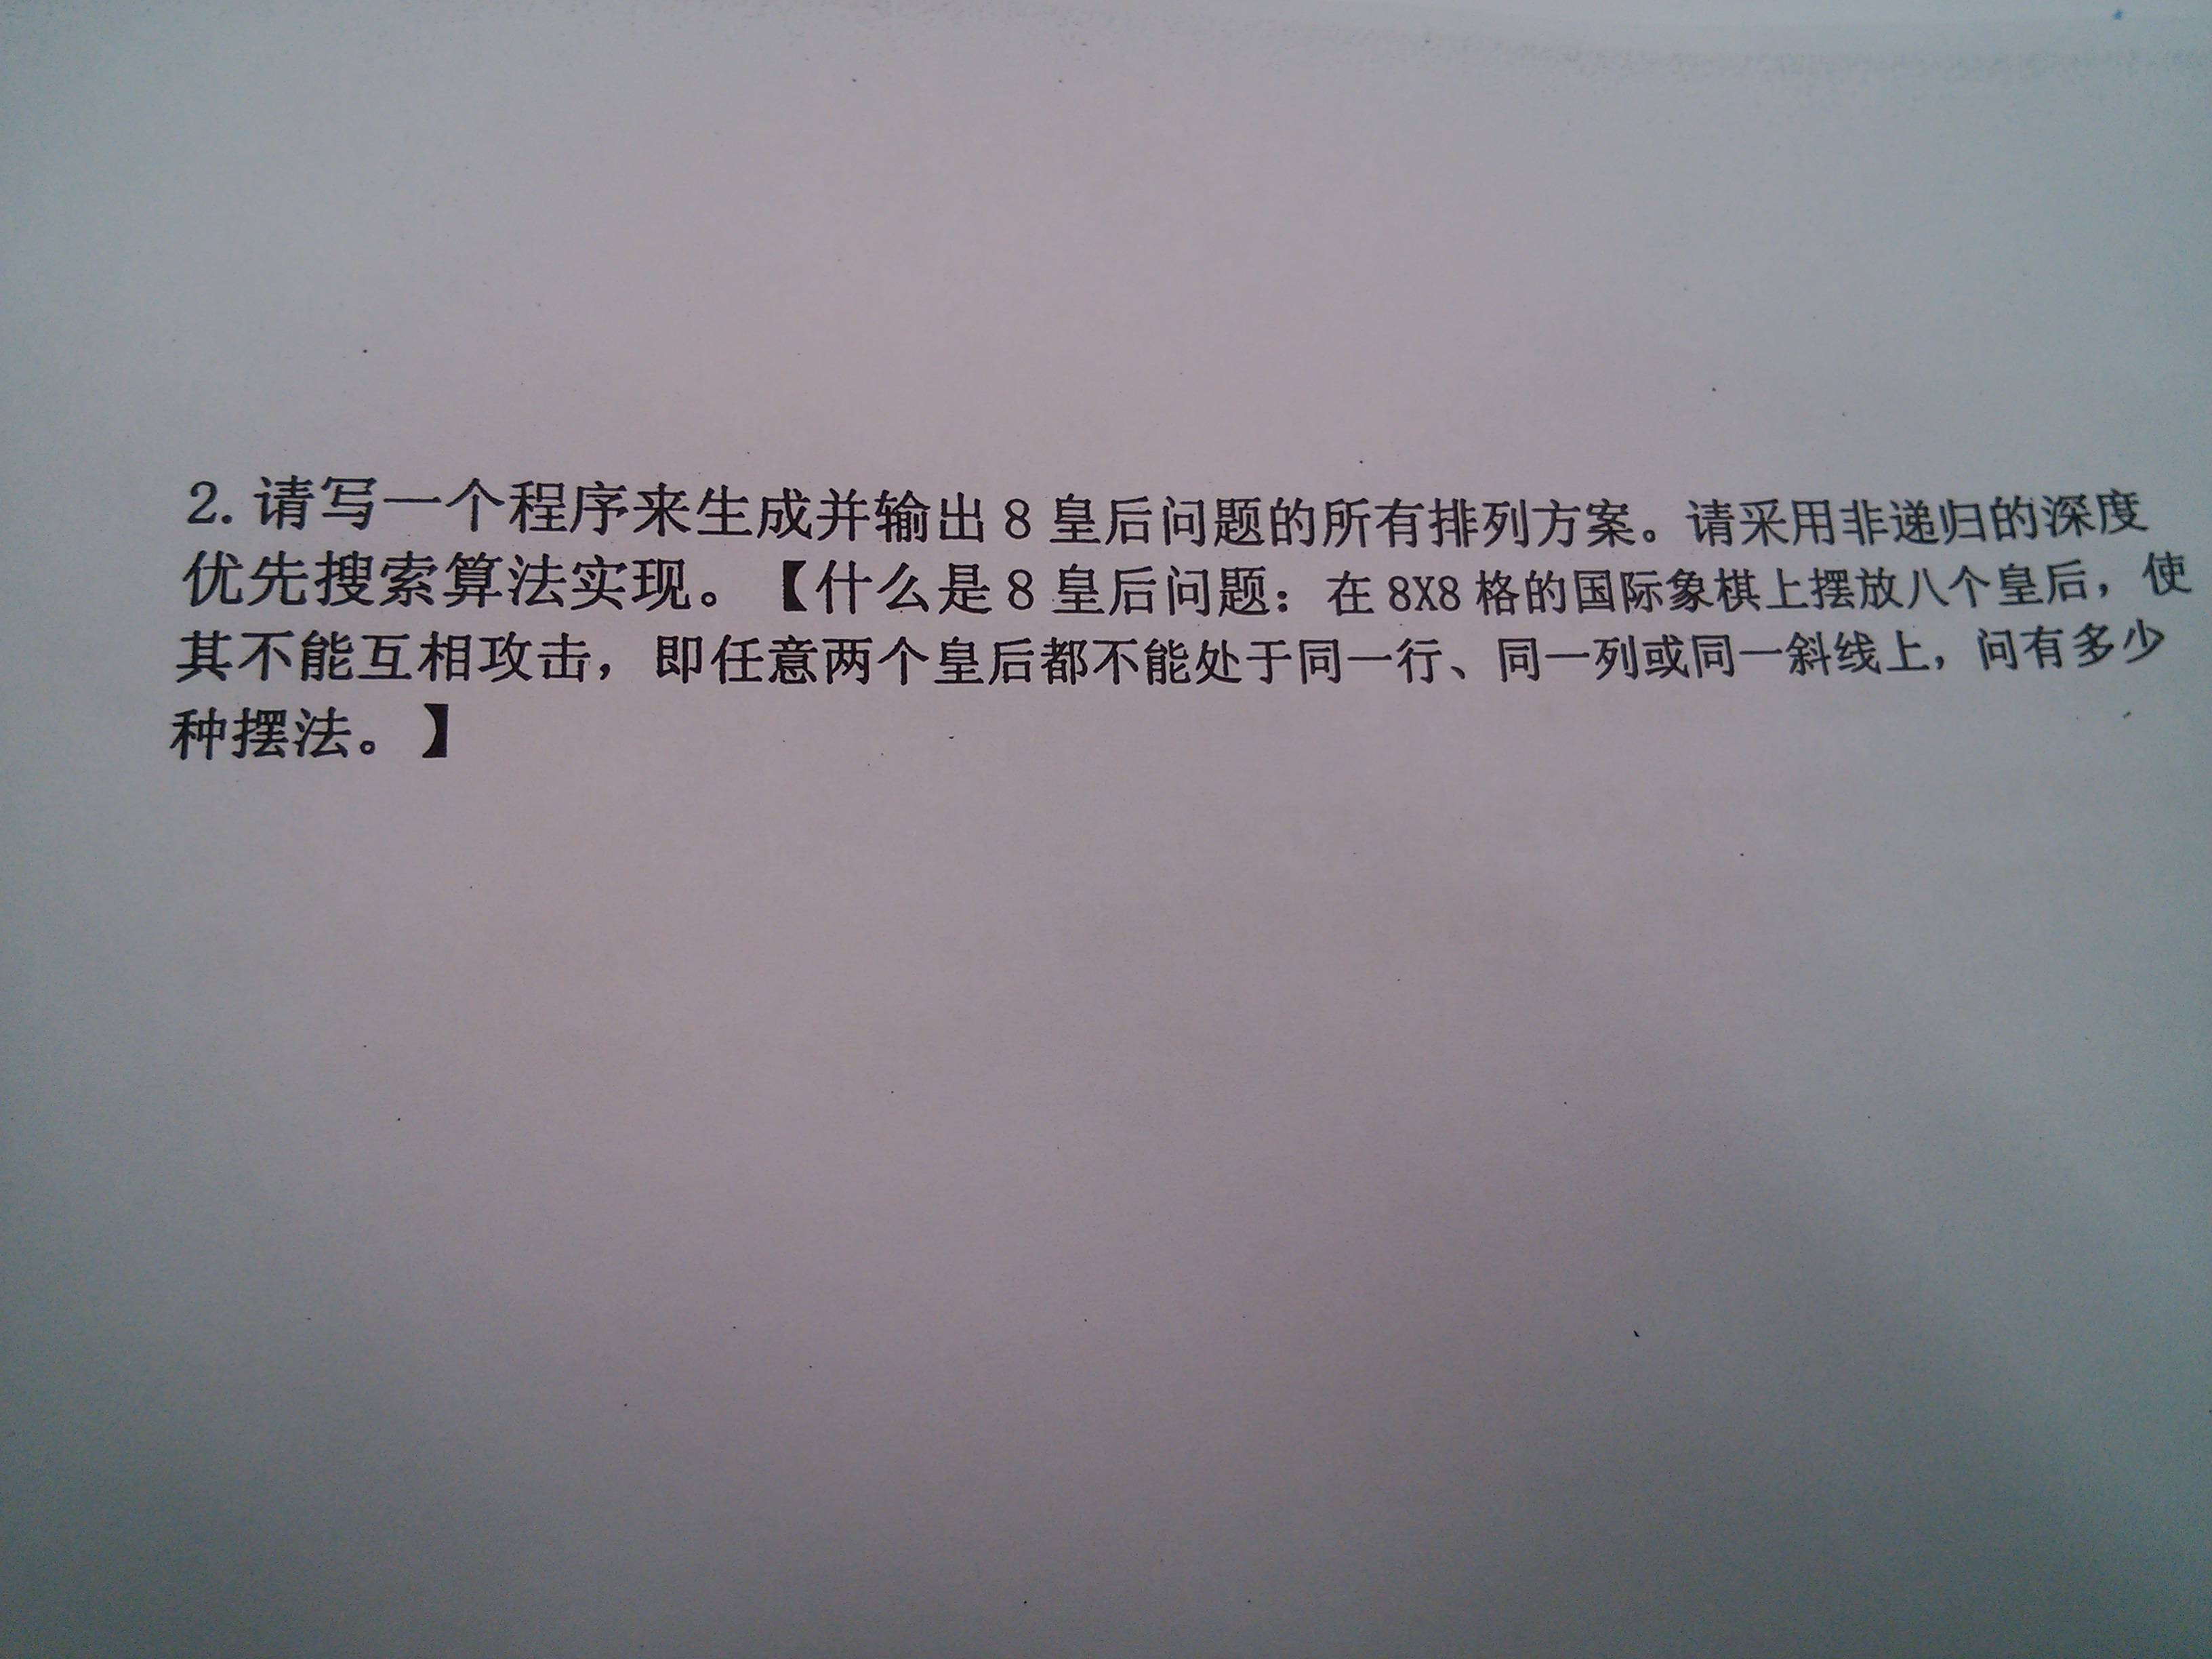 2.请写一个程序来生成并输出 8 皇后问题的所有排列方案。请采用非递归的深度
优先搜索算法实现。【什么是 8 皇后问题：在 8X8 格的国际象棋上摆放八个皇后，使
其不能互相攻击，即任意两个皇后都不能处于同一行、同一列或同一斜线上，问有多少
种摆法。】